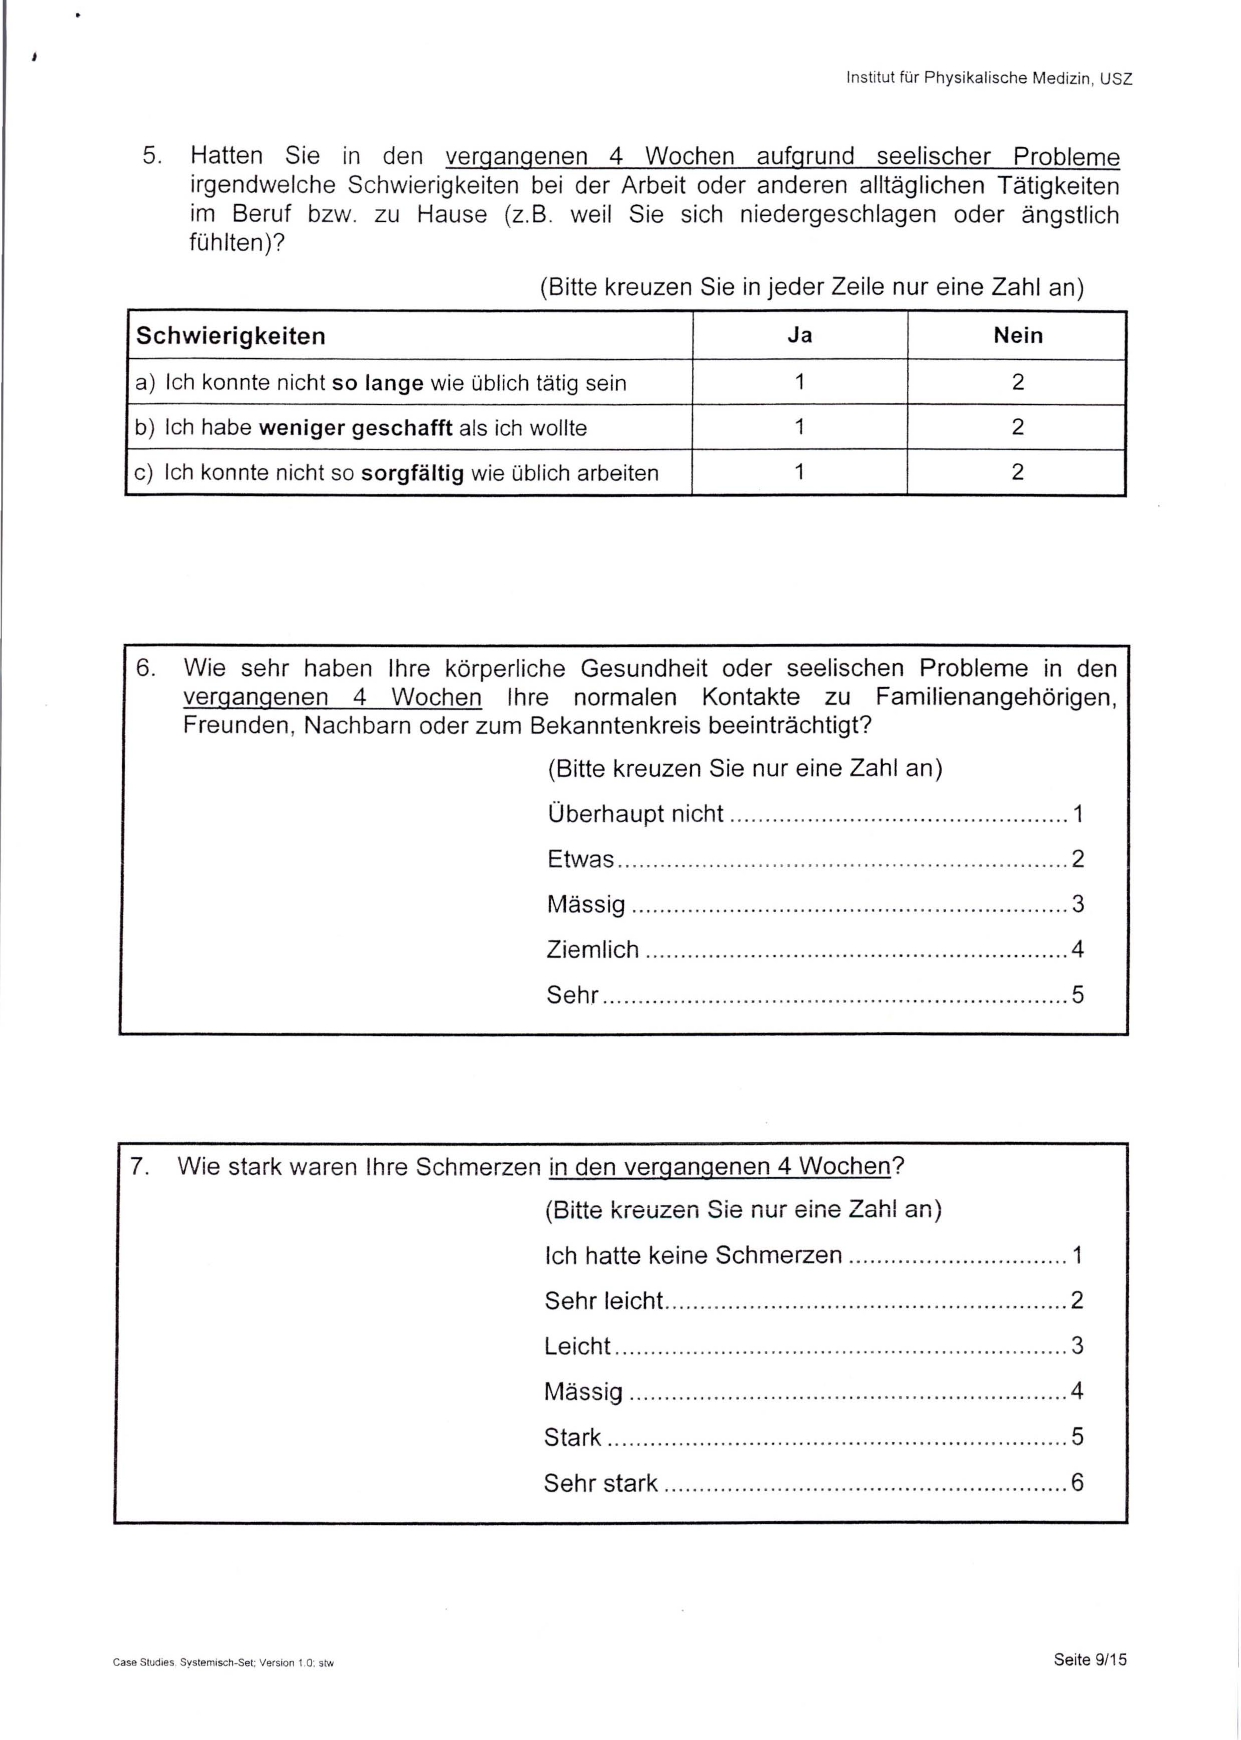 Institut für Physikalische Medizin, USZ
5. Hatten Sie in den vergangenen 4 Wochen aufgrund seelischer Probleme
irgendwelche Schwierigkeiten bei der Arbeit oder anderen alltäglichen Tätigkeiten
im Beruf bzw. zu Hause (z.B. weil Sie sich niedergeschlagen oder ängstlich
fühlten)?
(Bitte kreuzen Sie in jeder Zeile nur eine Zahl an)
Schwierigkeiten Ja Nein
a) Ich konnte nicht so lange wie üblich tätig sein 1 2
b) Ich habe weniger geschafft als ich wollte 1 2
c) Ich konnte nicht so sorgfältig wie üblich arbeiten 1 2
6. Wie sehr haben Ihre körperliche Gesundheit oder seelischen Probleme in den
vergangenen 4 Wochen Ihre normalen Kontakte zu Familienangehörigen,
Freunden, Nachbarn oder zum Bekanntenkreis beeinträchtigt?
(Bitte kreuzen Sie nur eine Zahl an)
Überhaupt nicht ................................................ 1
Etwas................................................................ 2
Mässig .............................................................. 3
Ziemlich ............................................................ 4
Sehr.................................................................. 5
7. Wie stark waren Ihre Schmerzen in den vergangenen 4 Wochen?
(Bitte kreuzen Sie nur eine Zahl an)
Ich hatte keine Schmerzen ............................... 1
Sehr leicht......................................................... 2
Leicht................................................................ 3
Mässig .............................................................. 4
Stark ................................................................. 5
Sehr stark ......................................................... 6
Case Studies. Systemisch-Set; Version 1.0; stw
Seite 9/15